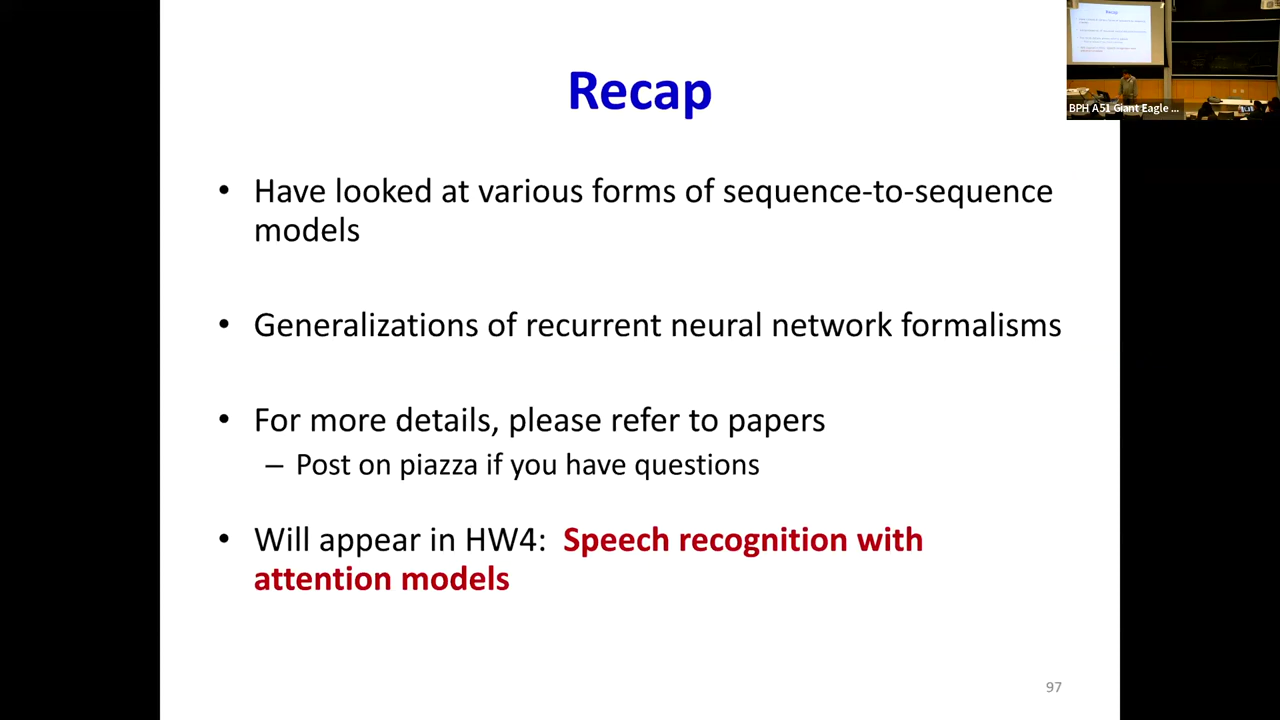 Recap
• Have looked at various forms of sequence-to-sequence
models
• Generalizations of recurrent neural network formalisms
• For more details, please refer to papers
– Post on piazza if you have questions
• Will appear in HW4: Speech recognition with
attention models
97
Recap
BPH A51 Giant Eagle ...